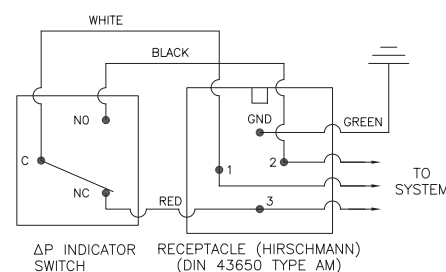 WHITE
BLACK
NO
GND
GREEN
C
1
2
TO
SYSTEM
NC
RED
3
ΔP INDICATOR
SWITCH
RECEPTACLE (HIRSCHMANN)
(DIN 43650 TYPE AM)